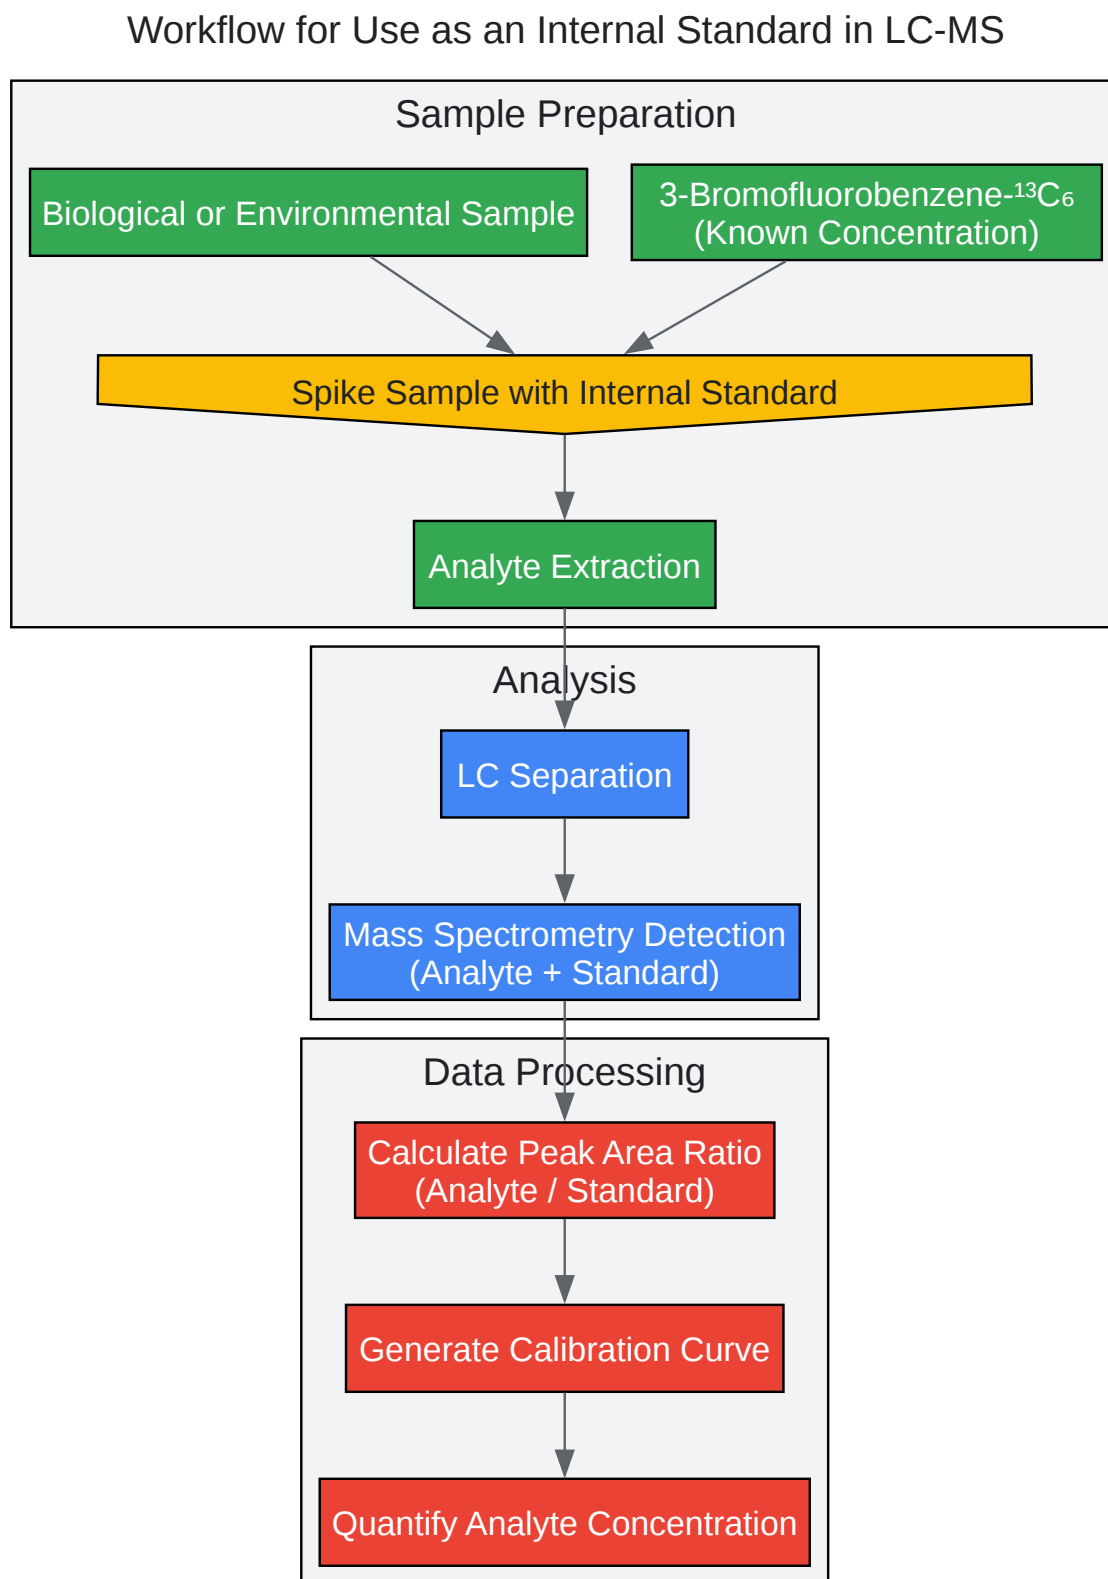 Workflow for Use as an Internal Standard in LC-MS
Sample Preparation
Biological or Environmental Sample
3-Bromofluorobenzene-¹³C₆
(Known Concentration)
Spike Sample with Internal Standard
Analyte Extraction
Analysis
LC Separation
Mass Spectrometry Detection
(Analyte + Standard)
Data Processing
Calculate Peak Area Ratio
(Analyte / Standard)
Generate Calibration Curve
Quantify Analyte Concentration